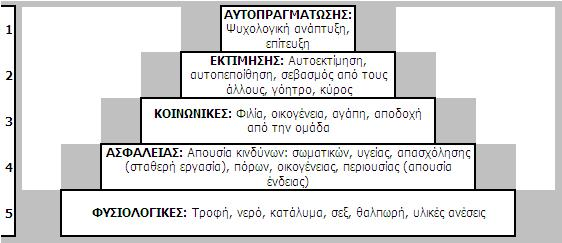 1
ΑΥΤΟΠΡΑΓΜΑΤΩΣΗΣ:
Ψυχολογική ανάπτυξη,
επίτευξη
2
ΕΚΤΙΜΗΣΗΣ: Αυτοεκτίμηση,
αυτοπεποίθηση, σεβασμός από τους
άλλους, γόητρο, κύρος
3
ΚΟΙΝΩΝΙΚΕΣ: Φιλία, οικογένεια, αγάπη, αποδοχή
από την ομάδα
4
ΑΣΦΑΛΕΙΑΣ: Απουσία κινδύνων: σωματικών, υγείας, απασχόλησης
(σταθερή εργασία), πόρων, οικογένειας, περιουσίας (απουσία
ένδειας)
5
ΦΥΣΙΟΛΟΓΙΚΕΣ: Τροφή, νερό, κατάλυμα, σεξ, θαλπωρή, υλικές ανέσεις